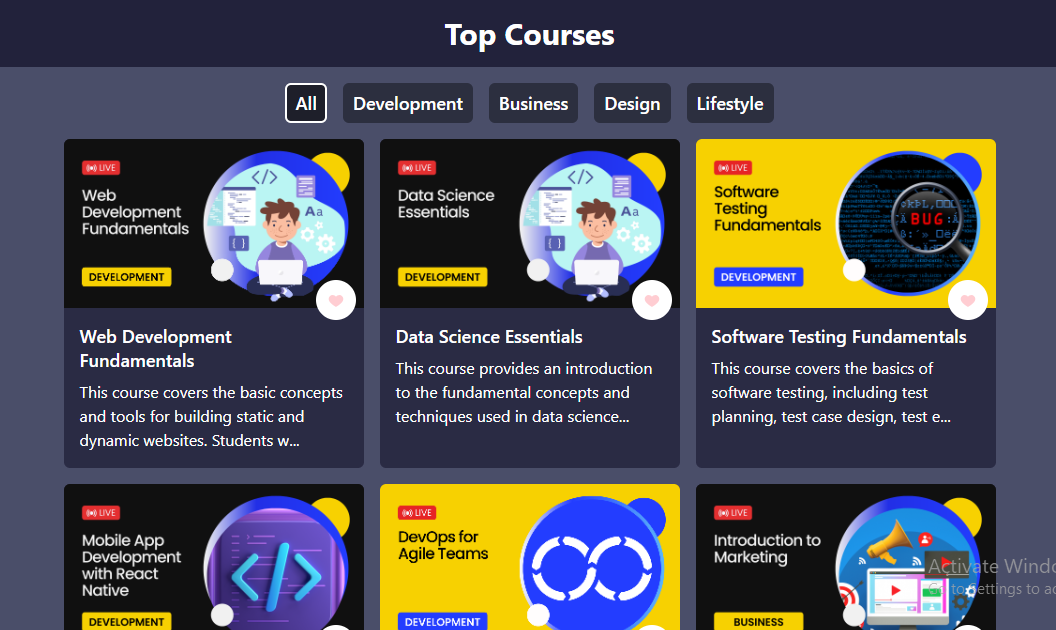 Top Courses
All
Development
Business
Design
Lifestyle
LIVE
Web
Development
Fundamentals
</>
Aa
{ }
DEVELOPMENT
Web Development
Fundamentals
This course covers the basic concepts
and tools for building static and
dynamic websites. Students w...
LIVE
Data Science
Essentials
</>
Aa
{ }
DEVELOPMENT
Data Science Essentials
This course provides an introduction
to the fundamental concepts and
techniques used in data science...
LIVE
Software
Testing
Fundamentals
BUG
DEVELOPMENT
Software Testing Fundamentals
This course covers the basics of
software testing, including test
planning, test case design, test e...
LIVE
Mobile App
Development
with React
Native
</>
DEVELOPMENT
LIVE
DevOps for
Agile Teams
DEVELOPMENT
LIVE
Introduction to
Marketing
BUSINESS
Activate Windo
Go to Settings to ac